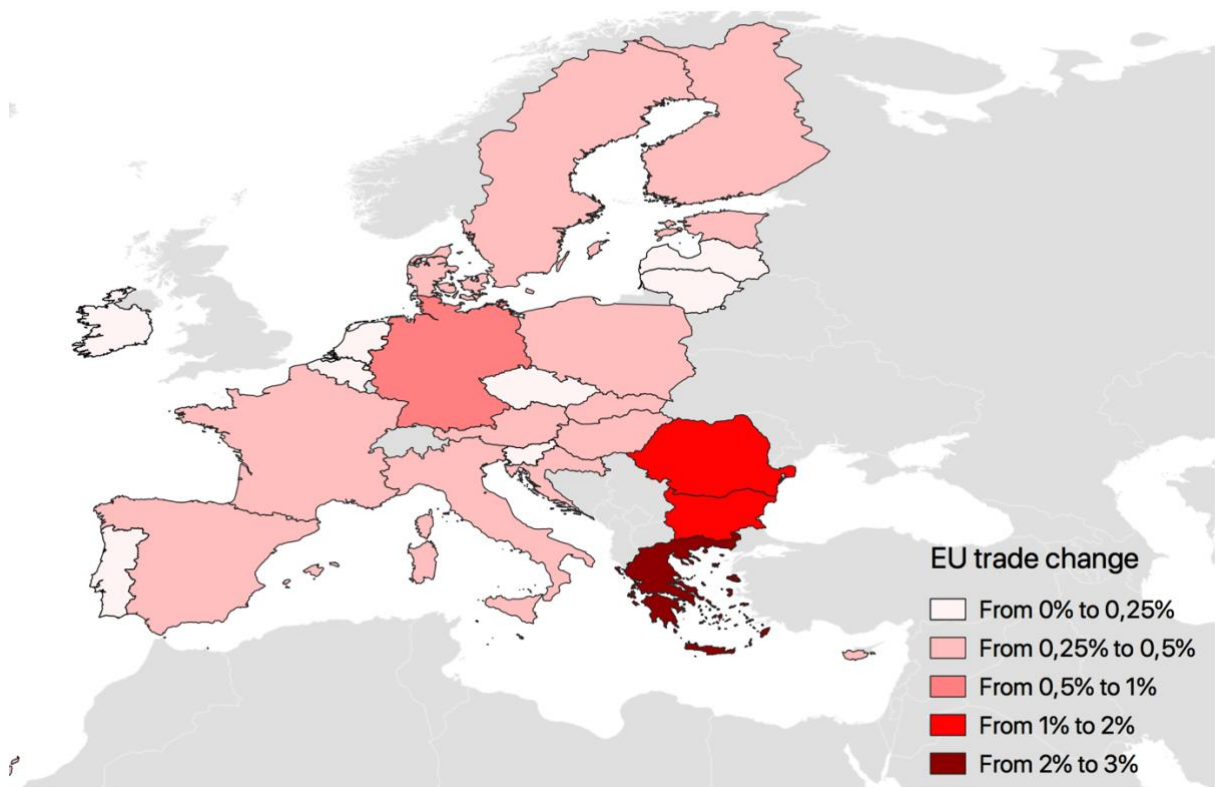 EU trade change
From 0% to 0,25%
From 0,25% to 0,5%
From 0,5% to 1%
From 1% to 2%
From 2% to 3%